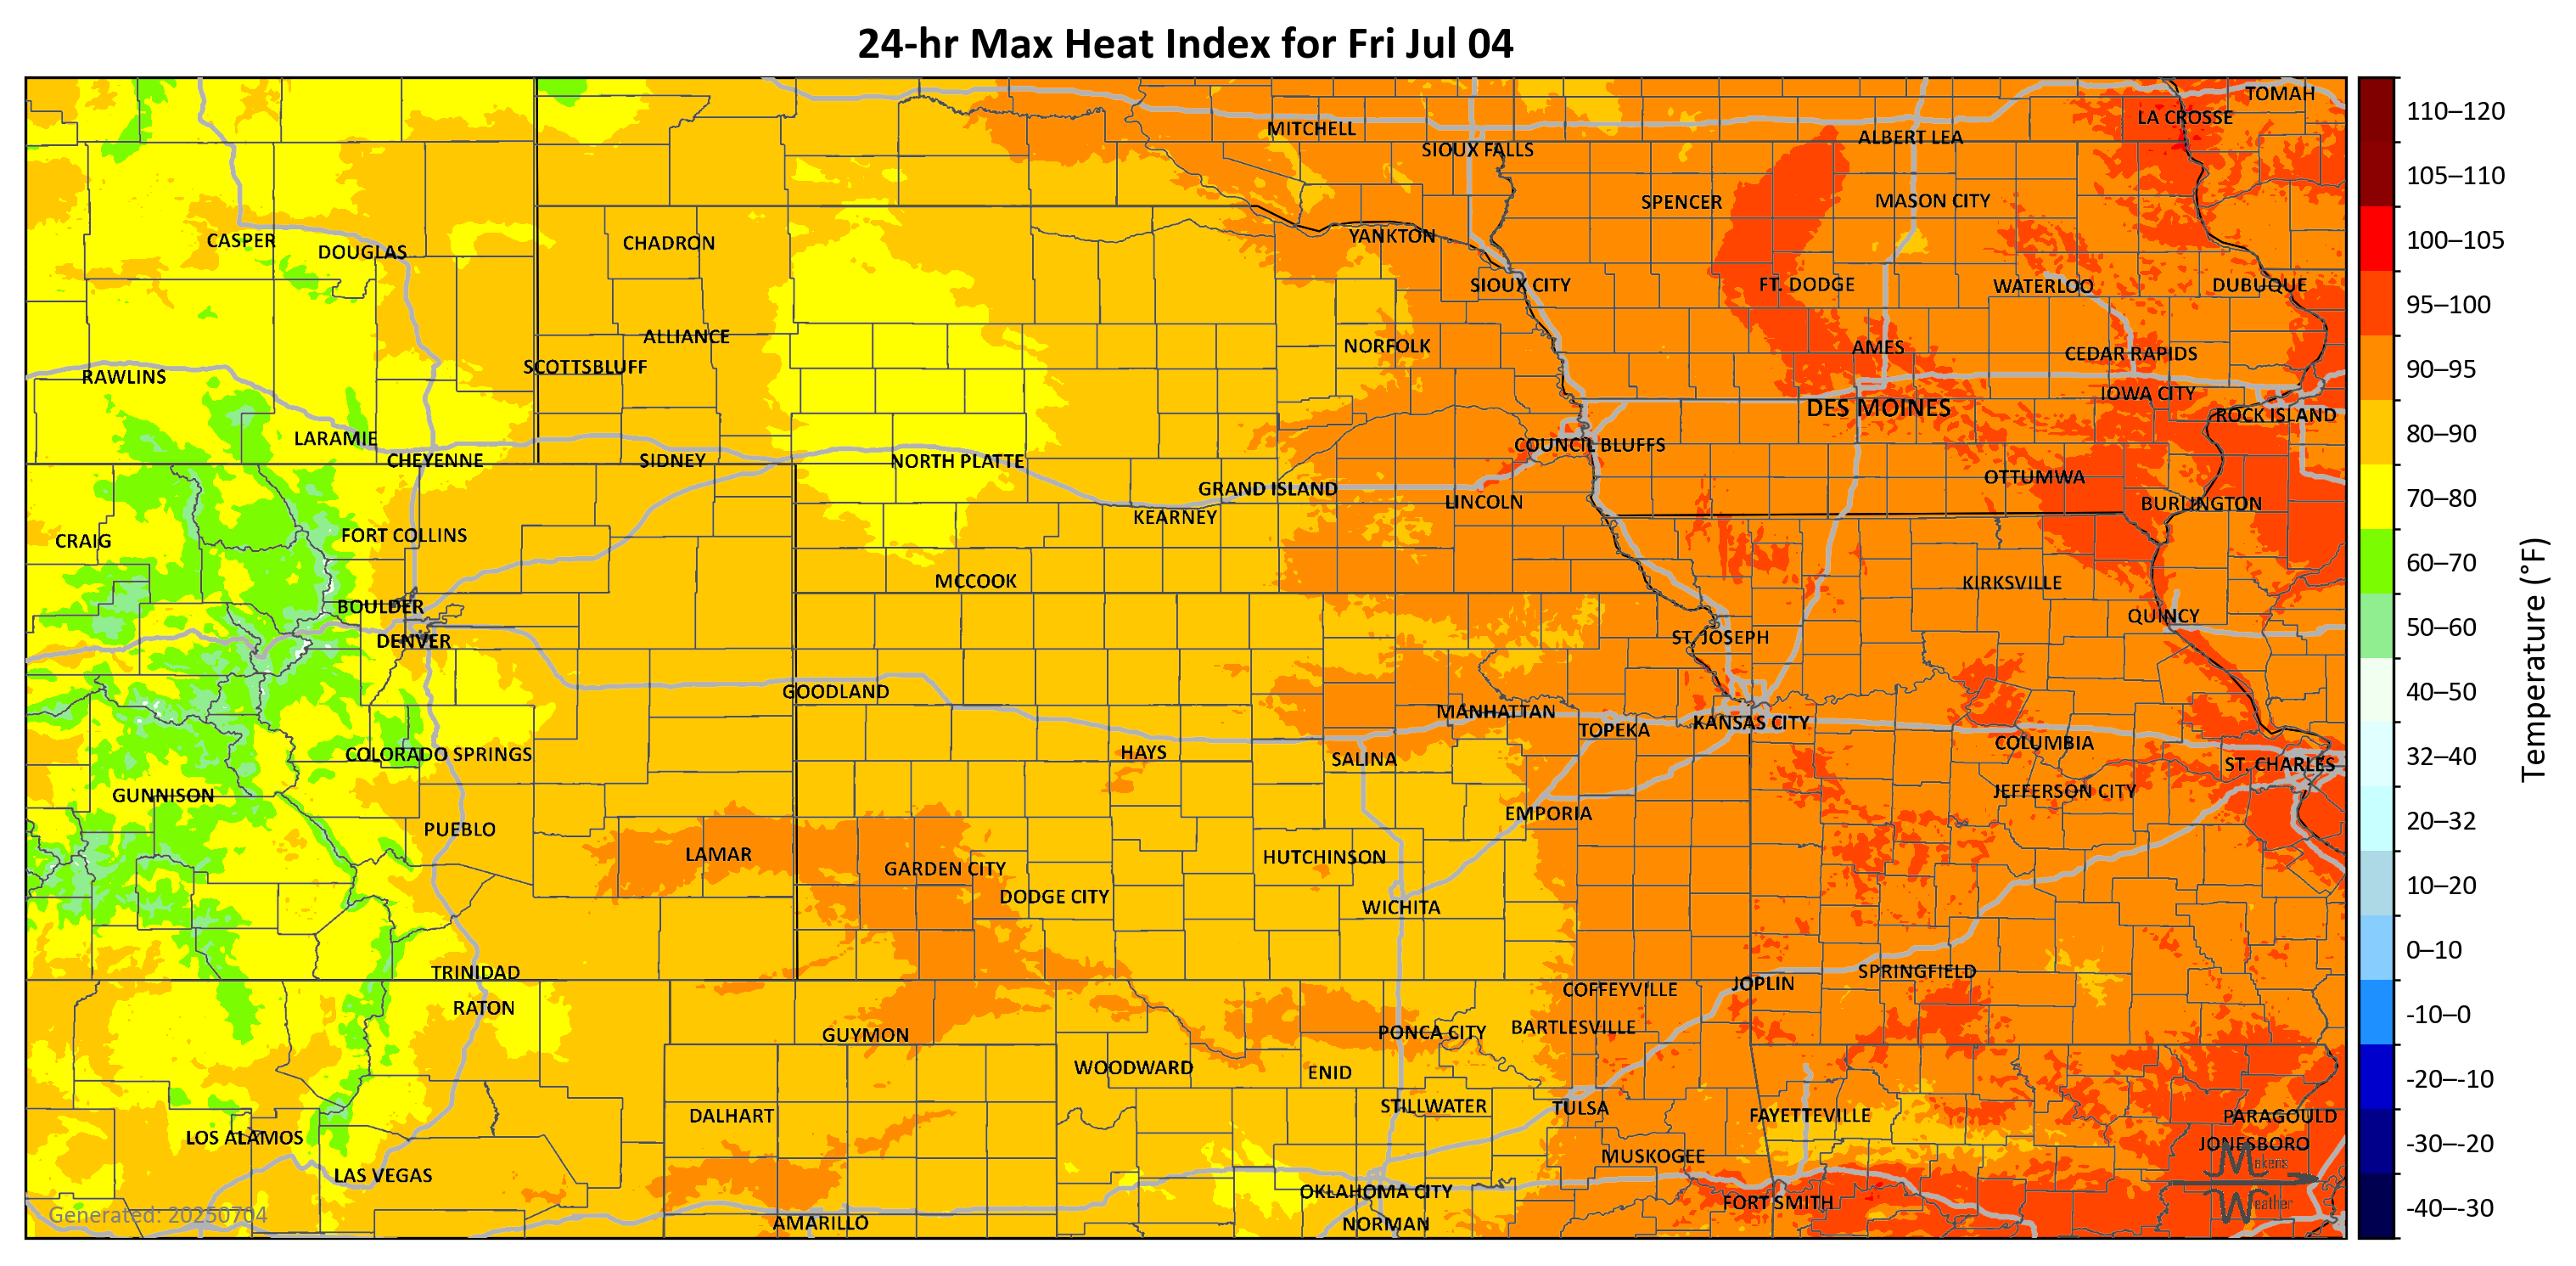 24-hr Max Heat Index for Fri Jul 04
TOMAH
LA CROSSE
MITCHELL
ALBERT LEA
SIOUX FALLS
SPENCER
MASON CITY
YANKTON
CASPER
DOUGLAS
CHADRON
SIOUX CITY
FT. DODGE
WATERLOO
DUBUQUE
ALLIANCE
NORFOLK
AMES
CEDAR RAPIDS
SCOTTSBLUFF
RAWLINS
IOWA CITY
DES MOINES
ROCK ISLAND
LARAMIE
COUNCIL BLUFFS
CHEYENNE
SIDNEY
NORTH PLATTE
OTTUMWA
GRAND ISLAND
LINCOLN
BURLINGTON
KEARNEY
FORT COLLINS
CRAIG
MCCOOK
KIRKSVILLE
BOULDER
QUINCY
DENVER
ST. JOSEPH
GOODLAND
MANHATTAN
KANSAS CITY
TOPEKA
COLUMBIA
COLORADO SPRINGS
HAYS
SALINA
ST. CHARLES
GUNNISON
JEFFERSON CITY
EMPORIA
PUEBLO
LAMAR
HUTCHINSON
GARDEN CITY
DODGE CITY
WICHITA
TRINIDAD
SPRINGFIELD
JOPLIN
COFFEYVILLE
RATON
GUYMON
PONCA CITY
BARTLESVILLE
WOODWARD
ENID
STILLWATER
TULSA
DALHART
FAYETTEVILLE
PARAGOULD
LOS ALAMOS
JONESBORO
MUSKOGEE
LAS VEGAS
OKLAHOMA CITY
FORT SMITH
AMARILLO
NORMAN
Generated: 20250704
Mekens
Weather
110–120
105–110
100–105
95–100
90–95
80–90
70–80
60–70
50–60
40–50
32–40
20–32
10–20
0–10
-10–0
-20–-10
-30–-20
-40–-30
Temperature (°F)